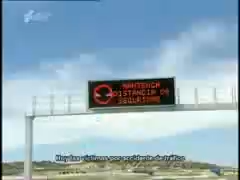 MANTENGA
DISTANCIA DE
SEGURIDAD
Hoy las víctimas por accidente de tráfico